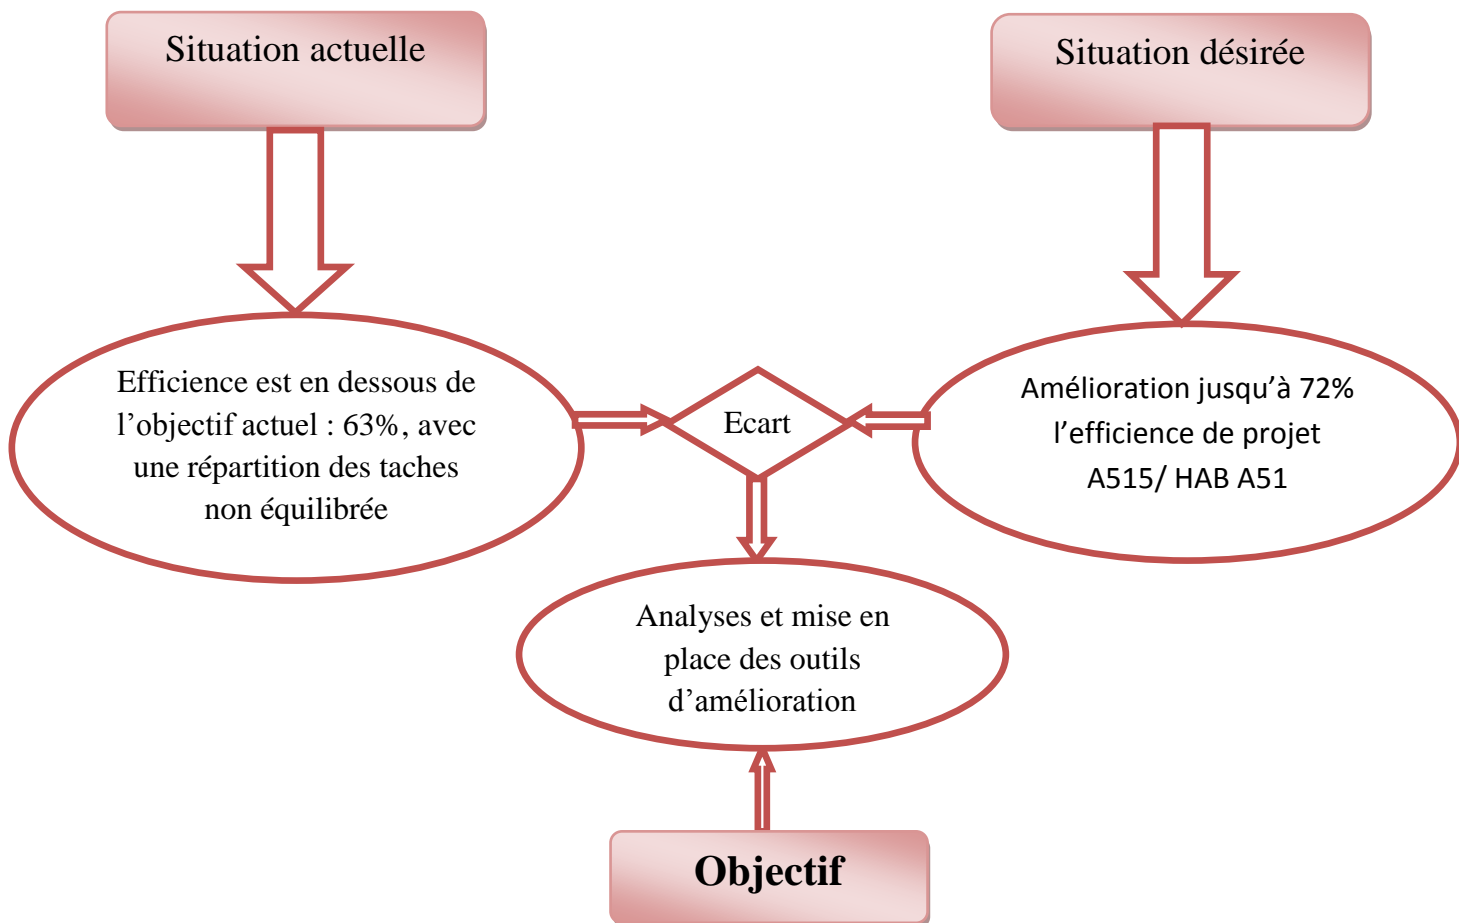 Situation actuelle
Situation désirée
Efficience est en dessous de
l’objectif actuel : 63%, avec
une répartition des taches
non équilibrée
Ecart
Amélioration jusqu’à 72%
l’efficience de projet
A515/ HAB A51
Analyses et mise en
place des outils
d’amélioration
Objectif